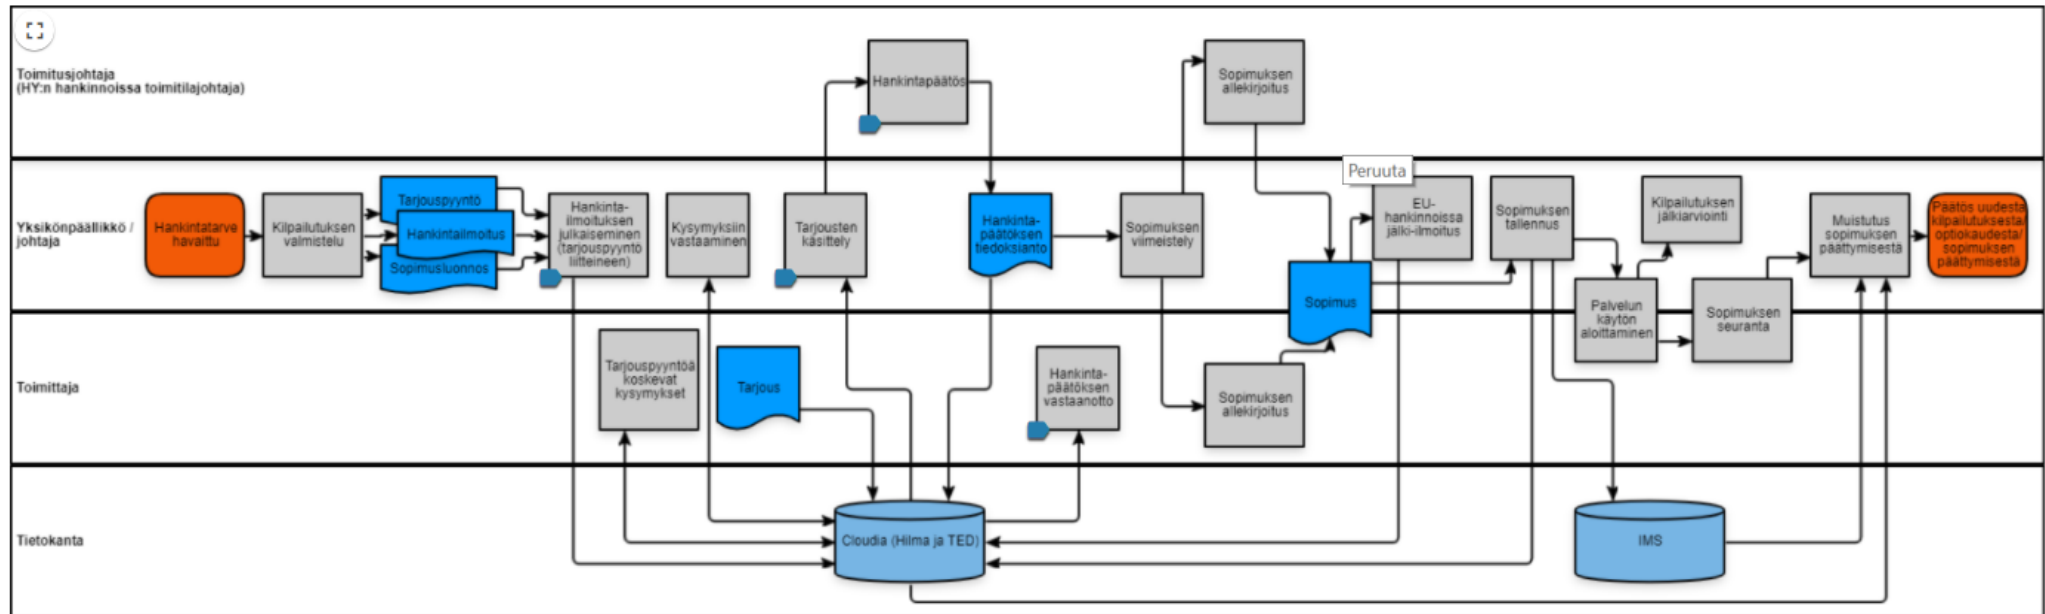 Toimitusjohtaja
(HY:n hankinnoissa toimitilajohtaja)
Hankintapäätös
Sopimuksen
allekirjoitus
Peruuta
Yksikönpäällikkö /
johtaja
Hankintatarve
havaittu
Kilpailutuksen
valmistelu
Tarjouspyyntö
Hankintailmoitus
Sopimusluonnos
Hankinta-
ilmoituksen
julkaiseminen
(tarjouspyyntö
liitteineen)
Kysymyksiin
vastaaminen
Tarjousten
käsittely
Hankinta-
päätöksen
tiedoksianto
Sopimuksen
viimeistely
Sopimus
EU-
hankinnoissa
jälki-ilmoitus
Sopimuksen
tallennus
Palvelun
käytön
aloittaminen
Kilpailutuksen
jälkiarviointi
Sopimuksen
seuranta
Muistutus
sopimuksen
päättymisestä
Päätös uudesta
kilpailutuksesta/
optiokaudesta/
sopimuksen
päättymisestä
Toimittaja
Tarjouspyyntöä
koskevat
kysymykset
Tarjous
Hankinta-
päätöksen
vastaanotto
Sopimuksen
allekirjoitus
Tietokanta
Cloudia (Hilma ja TED)
IMS